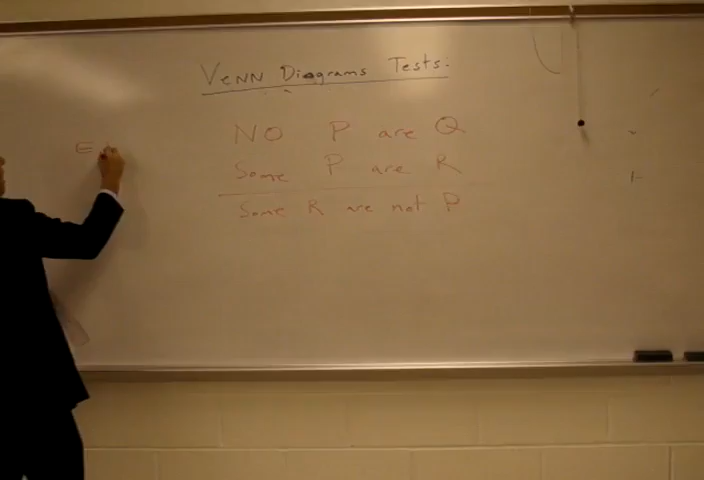 Venn Diagrams Tests:
NO P are Q
E
Some P are R
Some R are not P